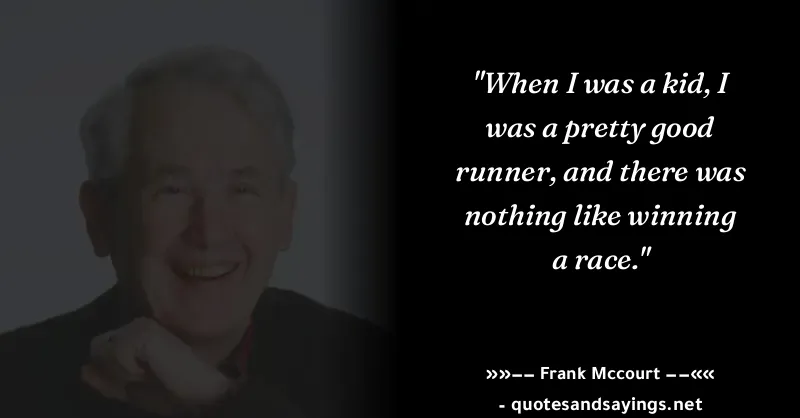 "When I was a kid, I
was a pretty good
runner, and there was
nothing like winning
a race."
»»-- Frank Mccourt --««
- quotesandsayings.net